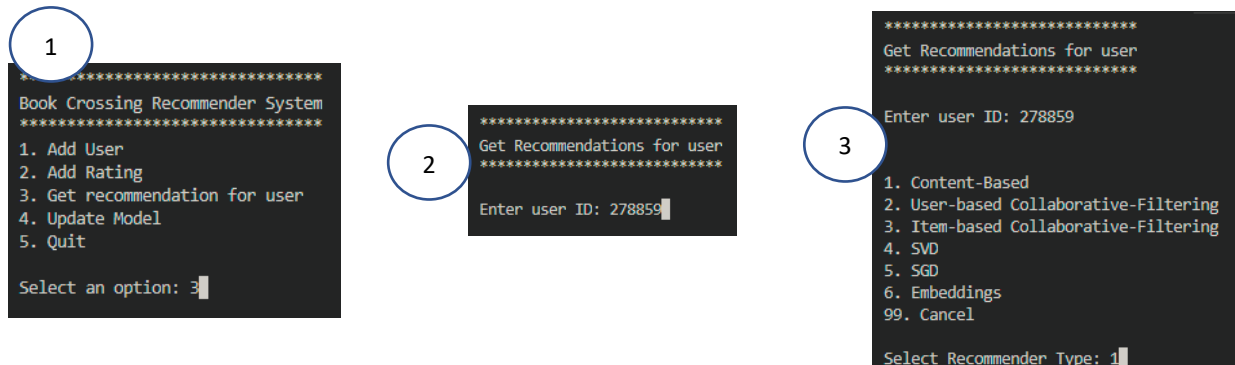 1
*********************************
Book Crossing Recommender System
*********************************
1. Add User
2. Add Rating
3. Get recommendation for user
4. Update Model
5. Quit
Select an option: 3
2
****************************
Get Recommendations for user
****************************
Enter user ID: 278859
3
****************************
Get Recommendations for user
****************************
Enter user ID: 278859
1. Content-Based
2. User-based Collaborative-Filtering
3. Item-based Collaborative-Filtering
4. SVD
5. SGD
6. Embeddings
99. Cancel
Select Recommender Type: 1